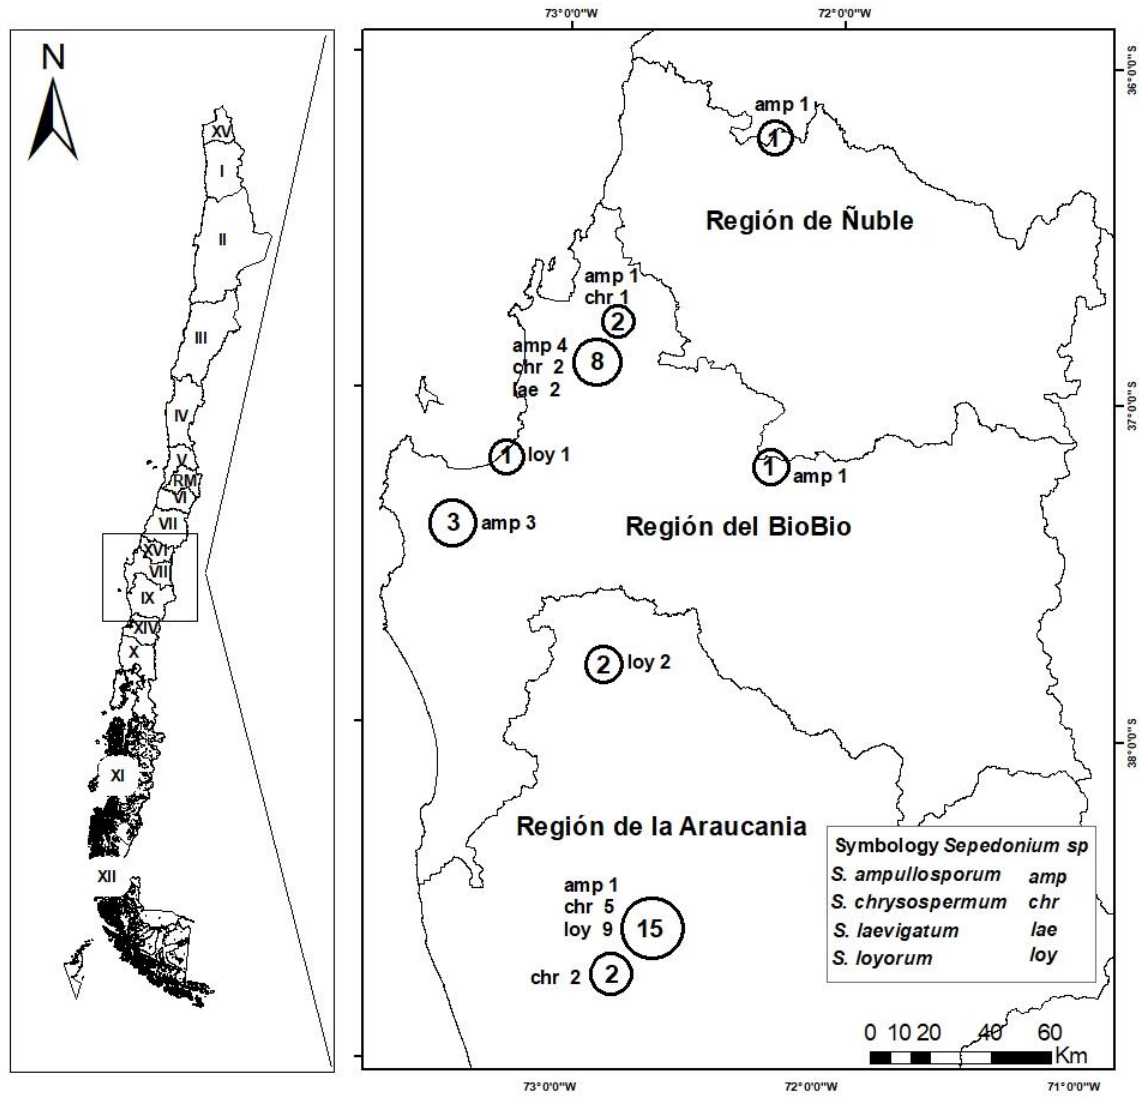 N
XV
I
II
III
IV
V
RM
VI
VII
XVI
VIII
IX
XIV
X
XI
XII
73°0'0"W
72°0'0"W
36°0'0"S
37°0'0"S
38°0'0"S
amp 1
1
Región de Ñuble
amp 1
chr 1
2
amp 4
chr 2
lae 2
8
1 loy 1
1 amp 1
3 amp 3
Región del BioBio
2 loy 2
Región de la Araucania
amp 1
chr 5
loy 9
15
chr 2 2
Symbology Sepedonium sp
S. ampullosporum amp
S. chrysospermum chr
S. laevigatum lae
S. loyorum loy
0 10 20 40 60
Km
73°0'0"W
72°0'0"W
71°0'0"W